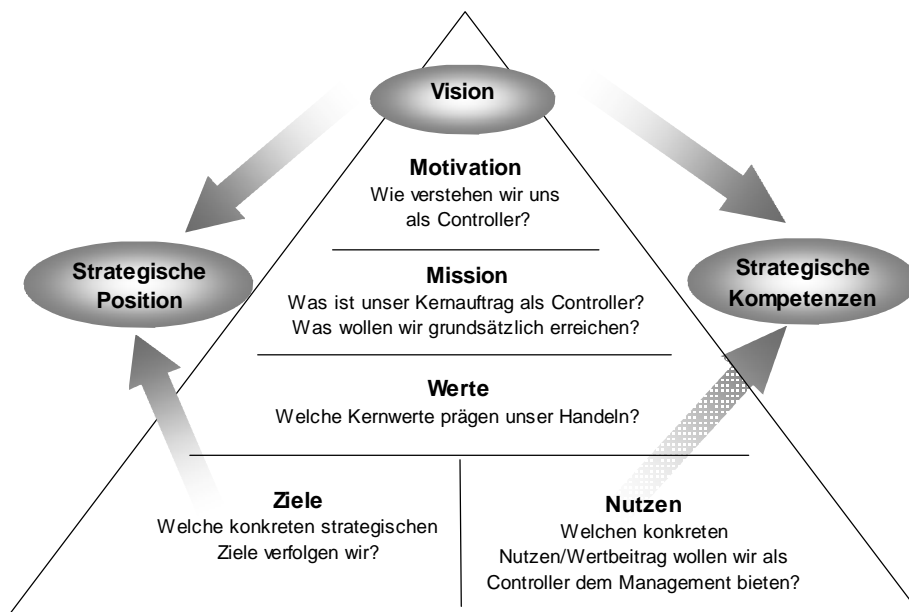 Vision
Motivation
Wie verstehen wir uns
als Controller?
Strategische
Position
Mission
Was ist unser Kernauftrag als Controller?
Was wollen wir grundsätzlich erreichen?
Strategische
Kompetenzen
Werte
Welche Kernwerte prägen unser Handeln?
Ziele
Welche konkreten strategischen
Ziele verfolgen wir?
Nutzen
Welchen konkreten
Nutzen/Wertbeitrag wollen wir als
Controller dem Management bieten?